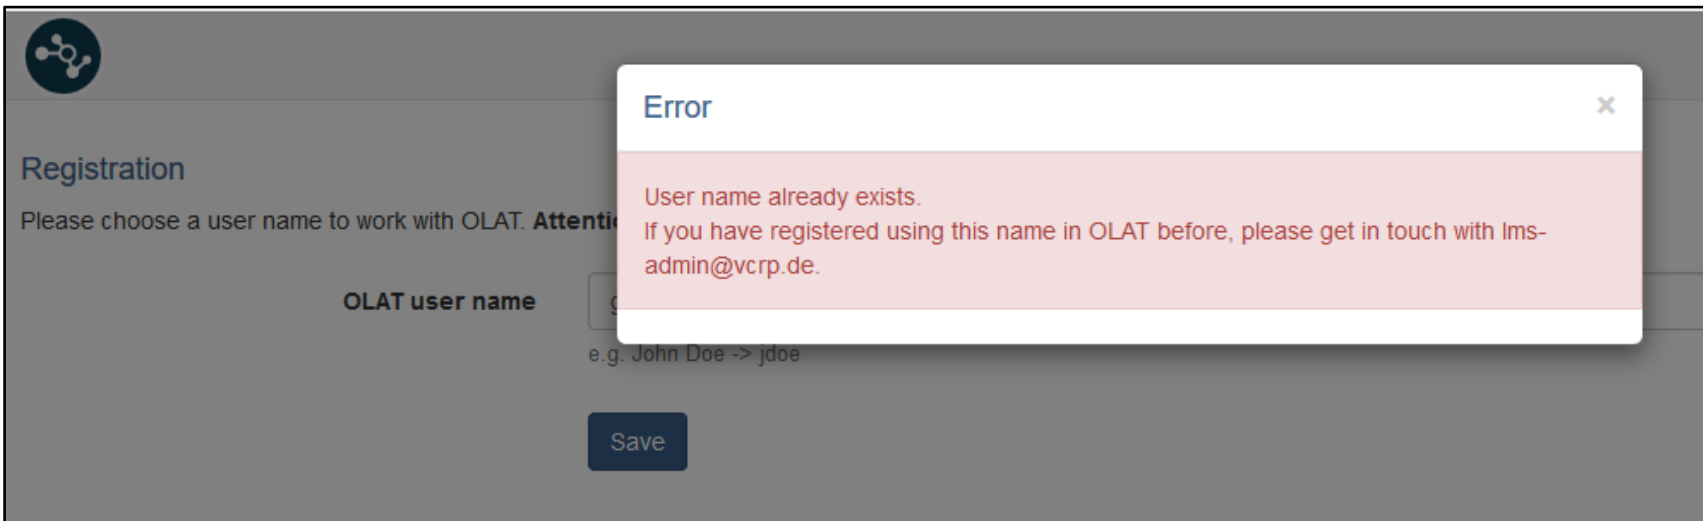 Error ×
Registration
User name already exists.
Please choose a user name to work with OLAT. Attentio
If you have registered using this name in OLAT before, please get in touch with lms-
admin@vcrp.de.
OLAT user name
e.g. John Doe -> jdoe
Save